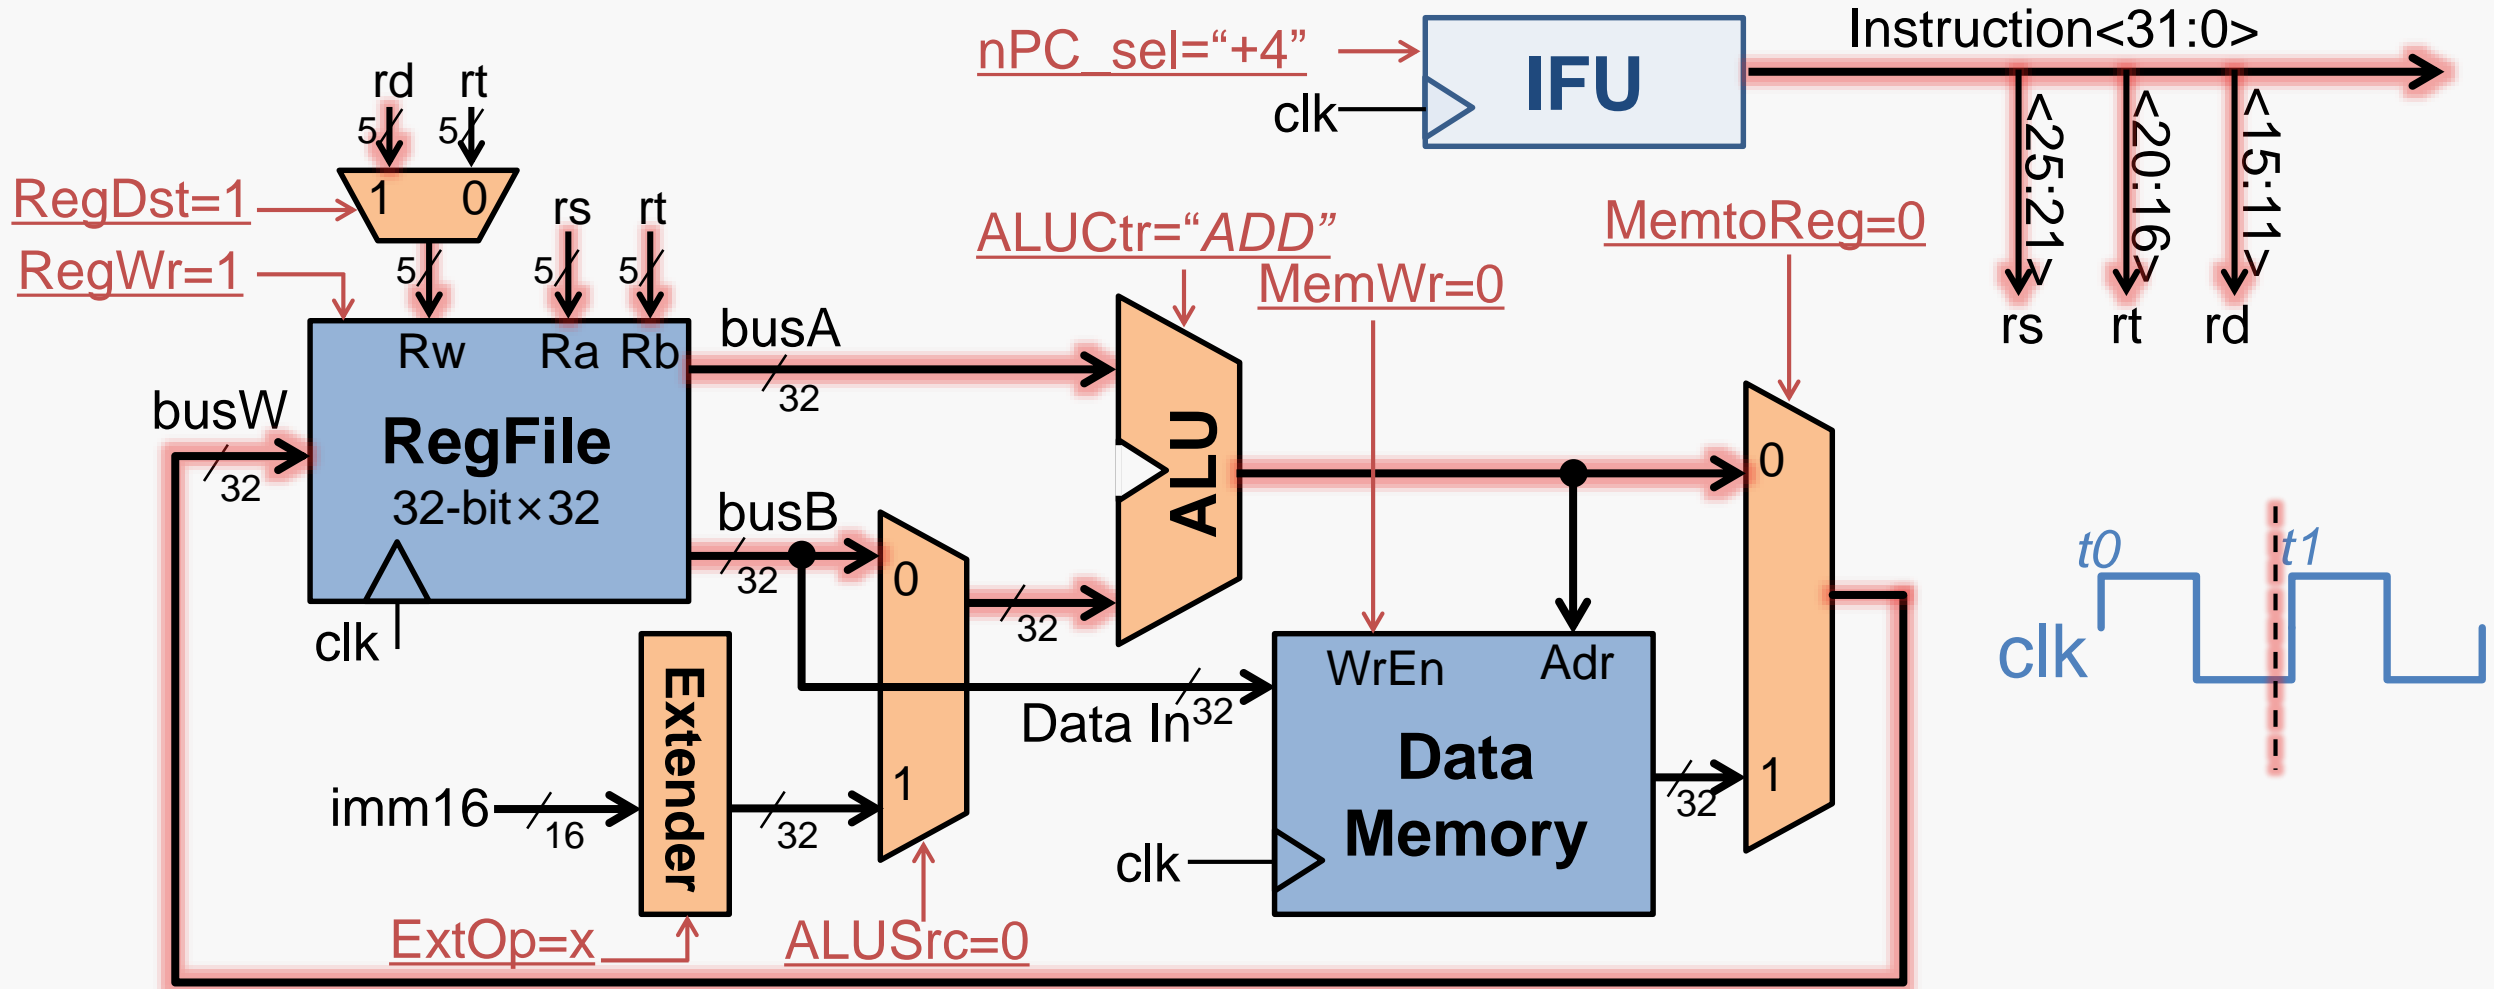 Instruction<31:0>
nPC_sel=“+4”
IFU
clk
rd
rt
5
5
1
0
RegDst=1
RegWr=1
rs
rt
5
5
5
<25:21>
<20:16>
<15:11>
rs
rt
rd
ALUCtr=“ADD”
MemWr=0
MemtoReg=0
Rw
Ra
Rb
busA
32
busW
32
RegFile
32-bit×32
clk
busB
32
0
1
32
ALU
0
1
t0
t1
clk
Extender
imm16
16
32
Data In
32
WrEn
Adr
Data
Memory
32
clk
ExtOp=x
ALUSrc=0